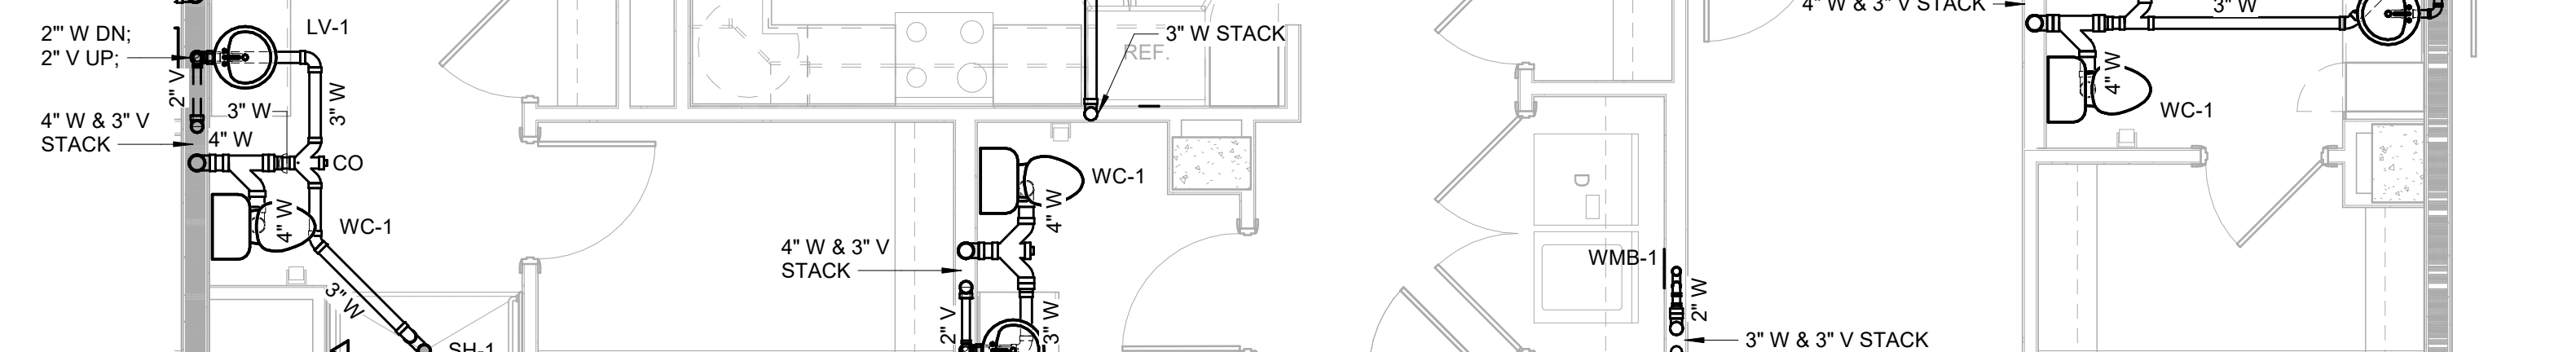 2"' W DN;
2" V UP;
LV-1
2" V
3" W
3" W
4" W & 3" V
STACK
4" W
CO
4" W
WC-1
3" W
SH-1
REF.
3" W STACK
WC-1
4" W
4" W & 3" V
STACK
2" V
3" W
WMB-1
2" W
3" W & 3" V STACK
4" W & 3" V STACK
3" W
4" W
WC-1